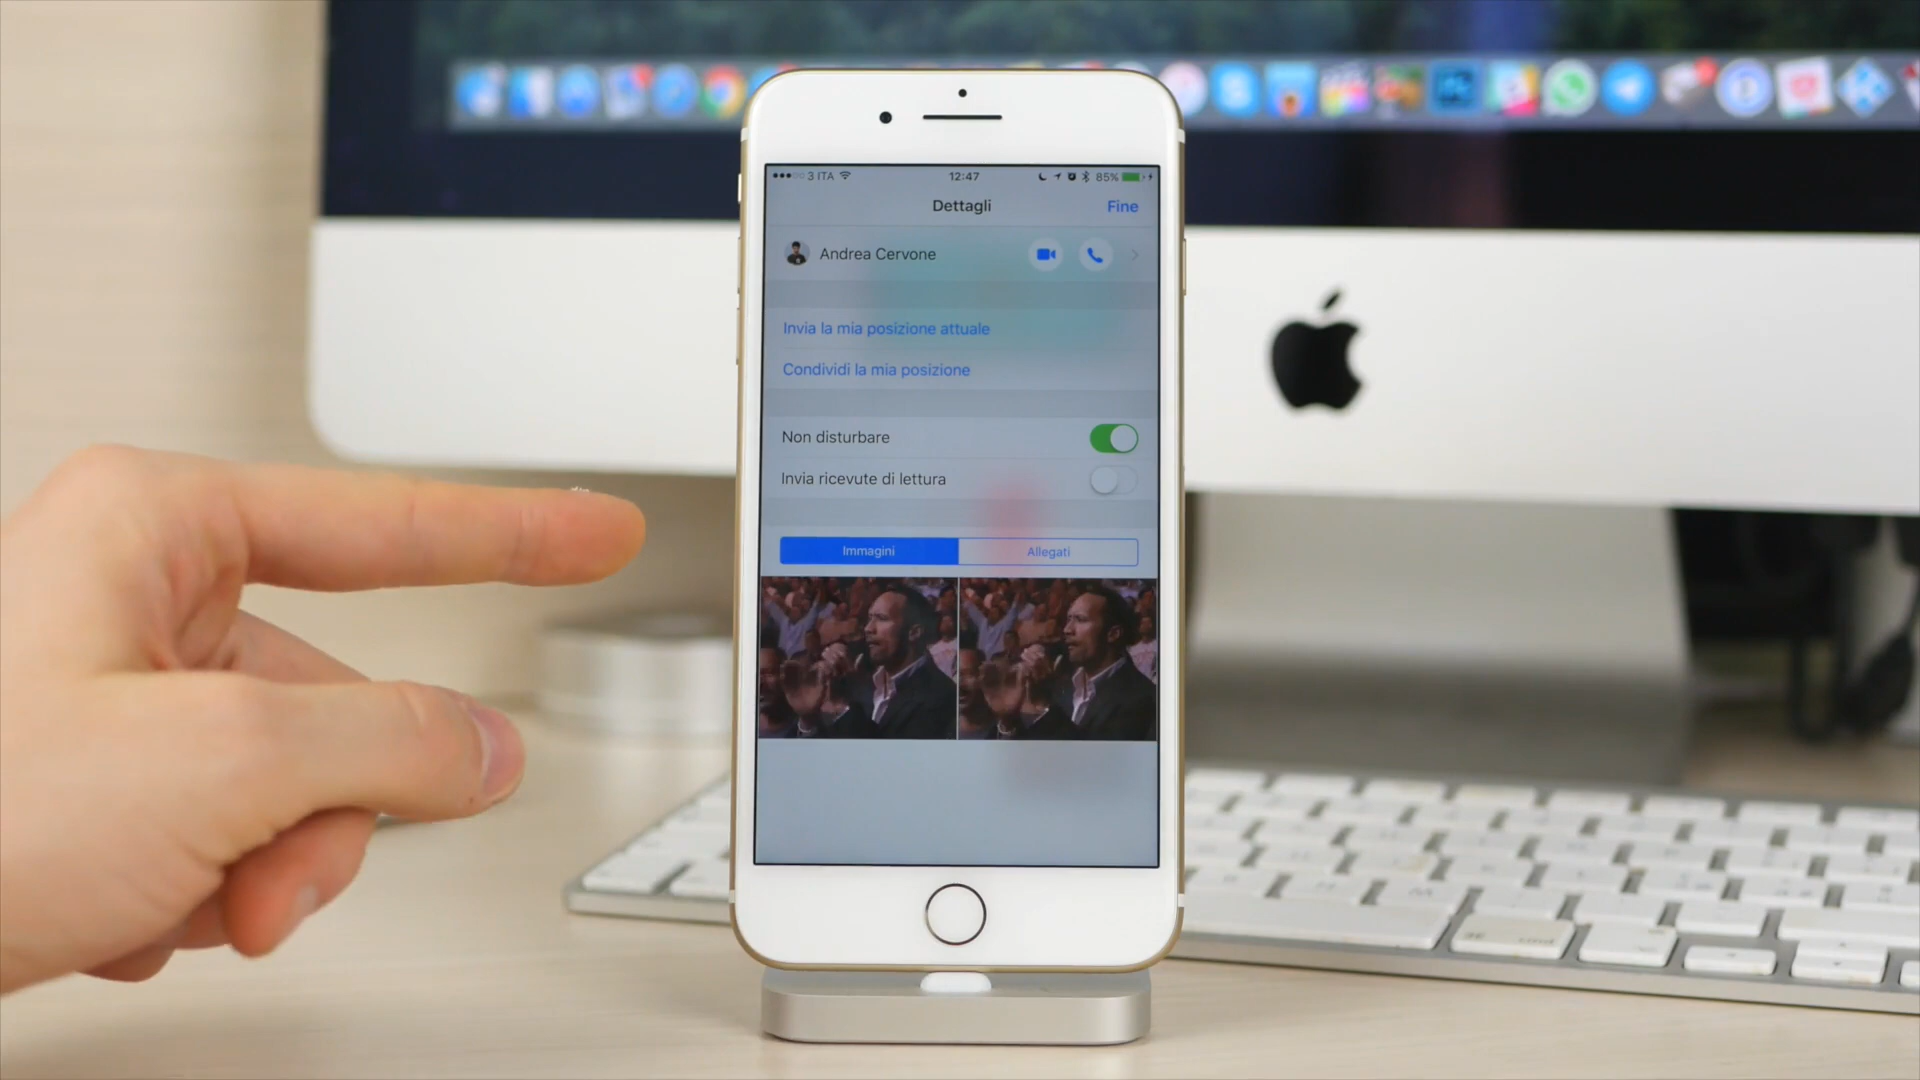 3 ITA 12:47 85%
Dettagli Fine
Andrea Cervone
Invia la mia posizione attuale
Condividi la mia posizione
Non disturbare
Invia ricevute di lettura
Immagini Allegati
cmd